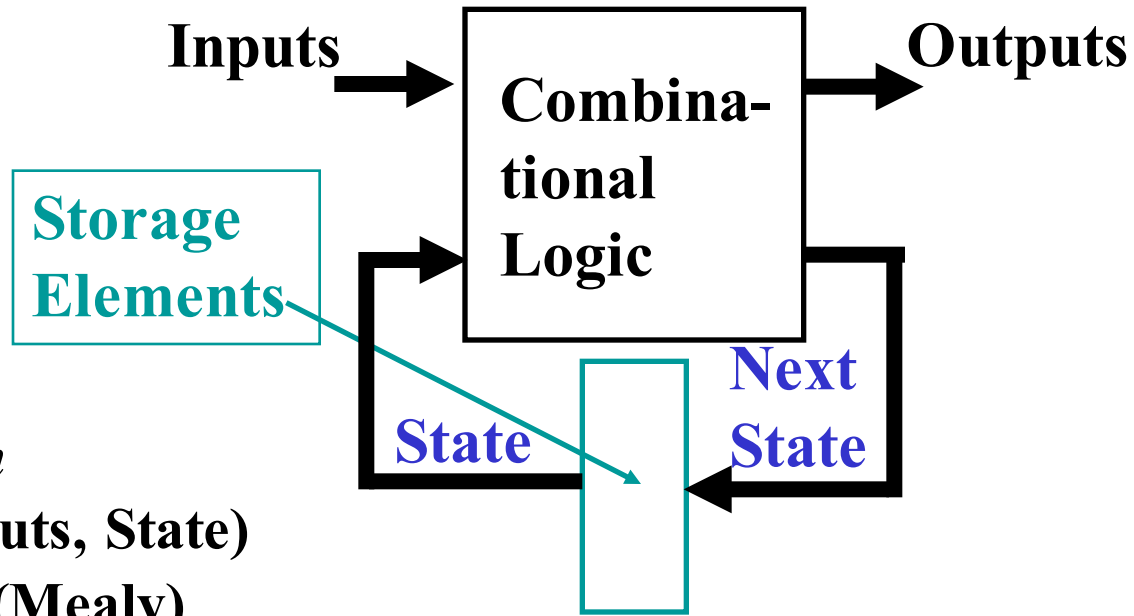 Inputs
Outputs
Combina-
tional
Logic
Storage
Elements
Next
State
State
uts, State)
(Mealy)